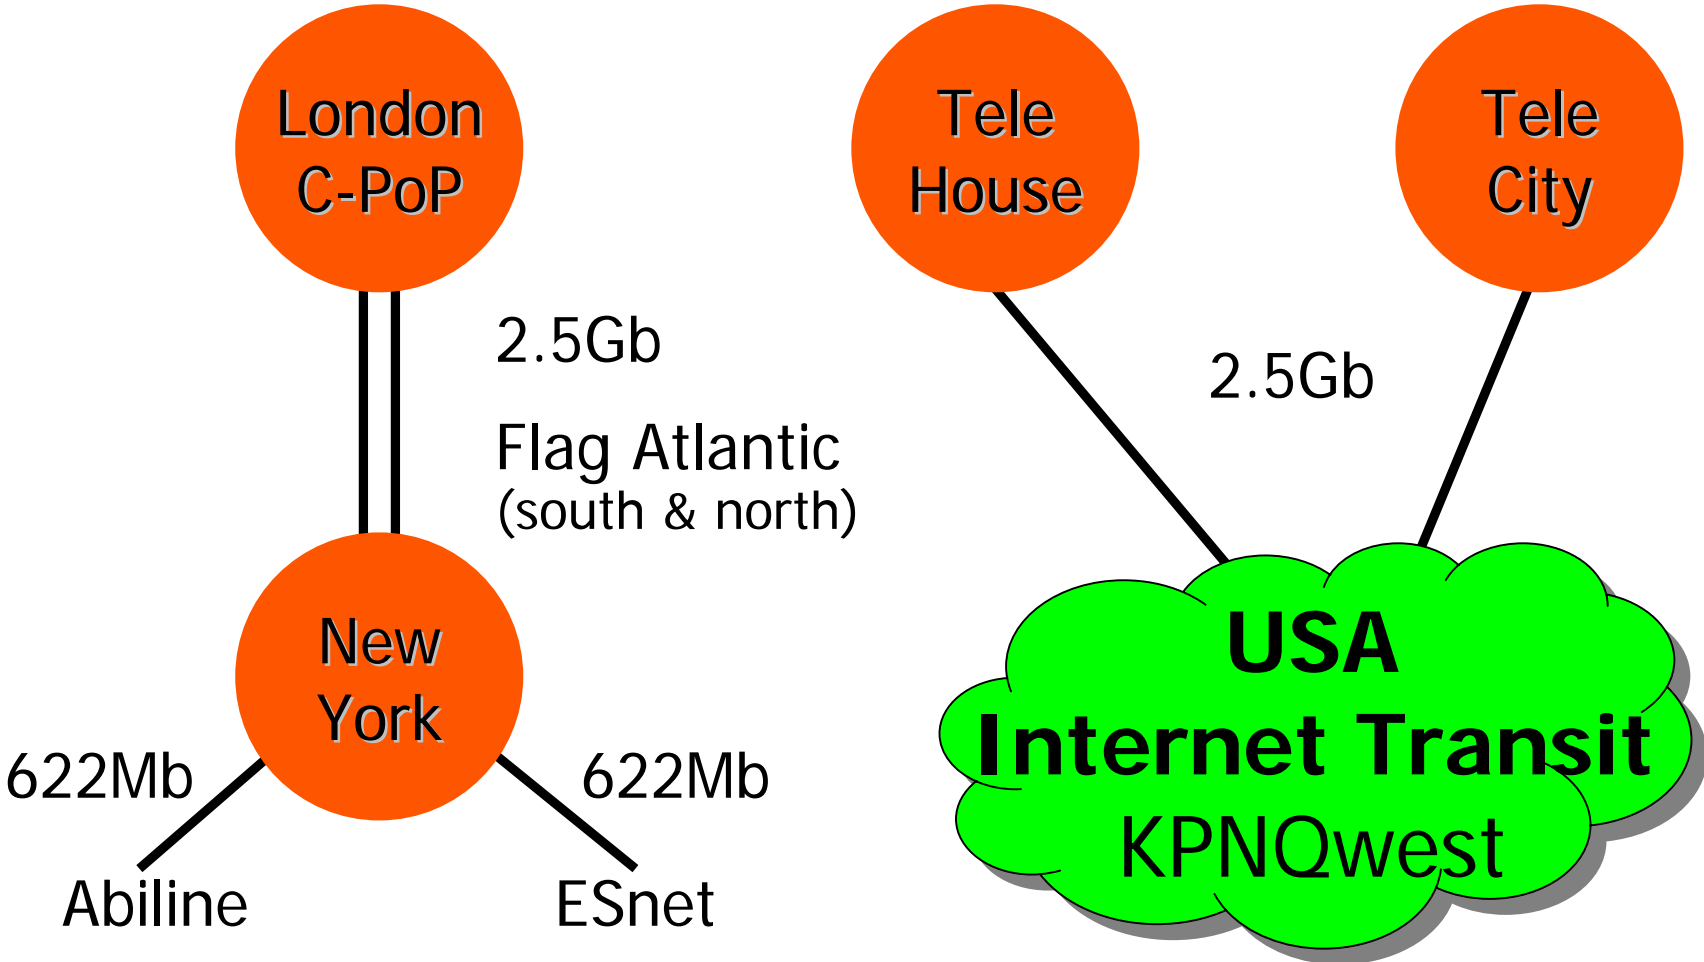 London
C-PoP
Tele
House
Tele
City
2.5Gb
Flag Atlantic
(south & north)
2.5Gb
New
York
622Mb
622Mb
Abiline
ESnet
USA
Internet Transit
KPNQwest